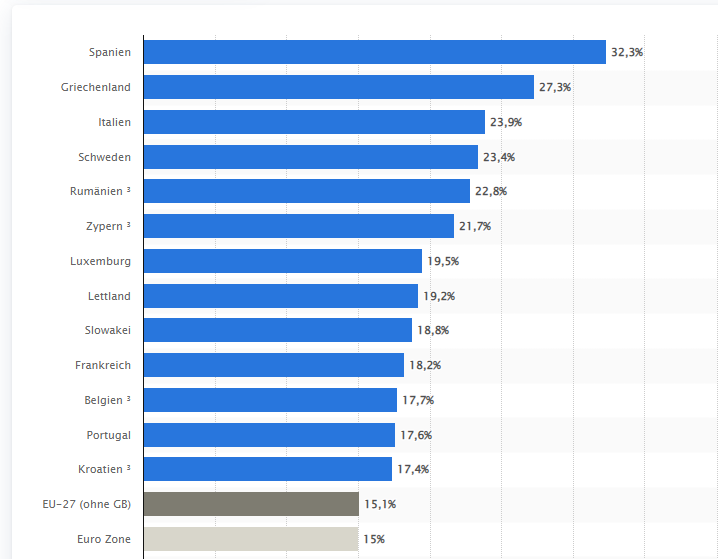 Spanien 32,3%
Griechenland 27,3%
Italien 23,9%
Schweden 23,4%
Rumänien ³ 22,8%
Zypern ³ 21,7%
Luxemburg 19,5%
Lettland 19,2%
Slowakei 18,8%
Frankreich 18,2%
Belgien ³ 17,7%
Portugal 17,6%
Kroatien ³ 17,4%
EU-27 (ohne GB) 15,1%
Euro Zone 15%